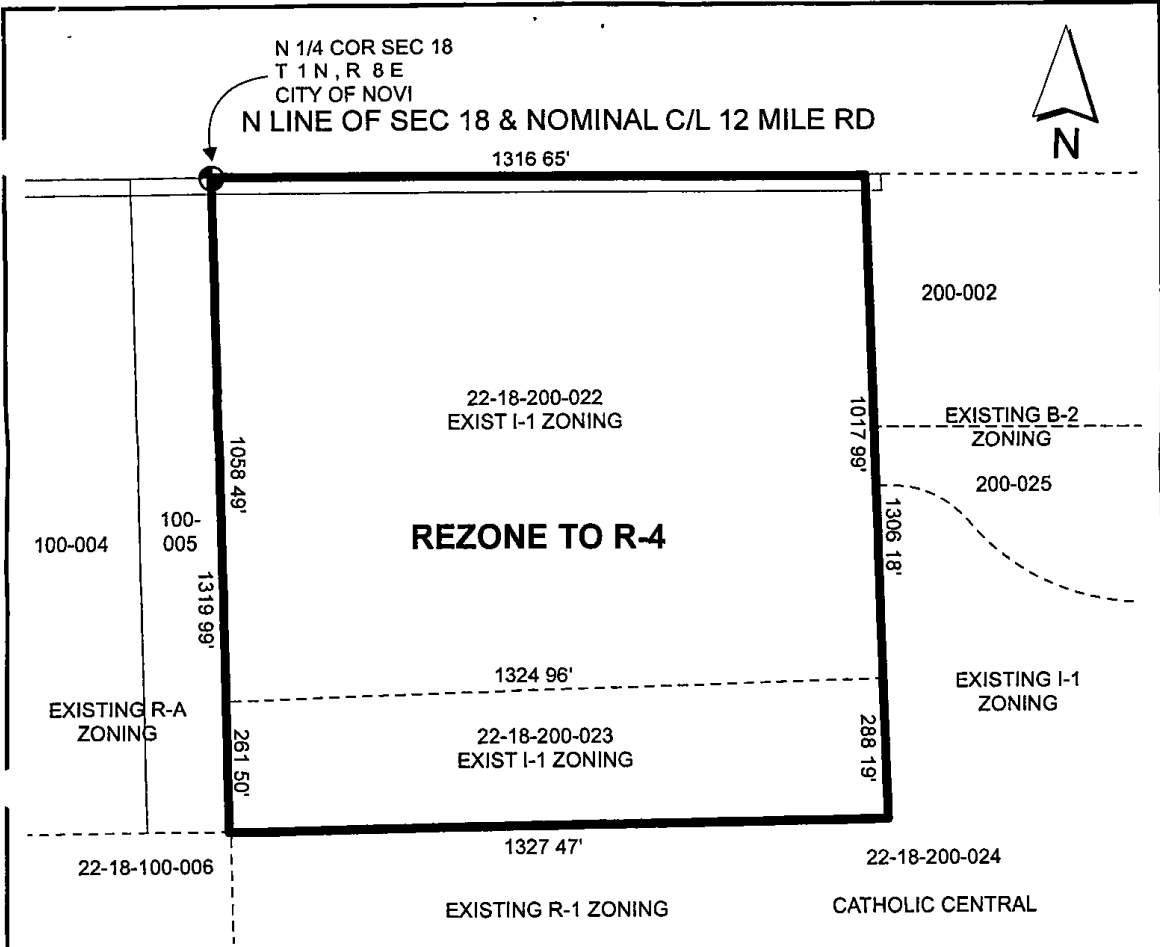 N 1/4 COR SEC 18
T 1 N , R 8 E
CITY OF NOVI
N LINE OF SEC 18 & NOMINAL C/L 12 MILE RD
N
1316 65'
200-002
22-18-200-022
EXIST I-1 ZONING
1017 99'
EXISTING B-2
ZONING
1058 49'
200-025
100-004
100-
005
REZONE TO R-4
1306 18'
1319 99'
1324 96'
EXISTING R-A
ZONING
EXISTING I-1
ZONING
261 50'
22-18-200-023
EXIST I-1 ZONING
288 19'
1327 47'
22-18-100-006
22-18-200-024
EXISTING R-1 ZONING
CATHOLIC CENTRAL